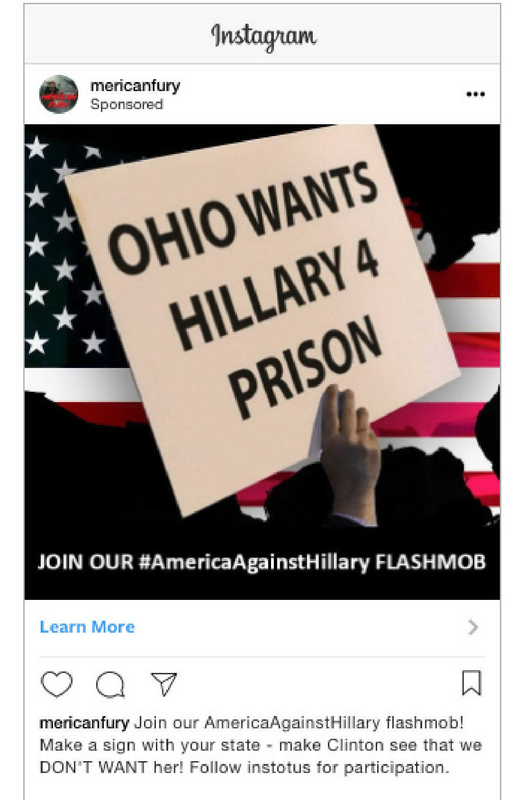 Instagram
mericanfury
Sponsored
OHIO WANTS
HILLARY 4
PRISON
JOIN OUR #AmericaAgainstHillary FLASHMOB
Learn More
mericanfury Join our AmericaAgainstHillary flashmob!
Make a sign with your state - make Clinton see that we
DON'T WANT her! Follow instotus for participation.